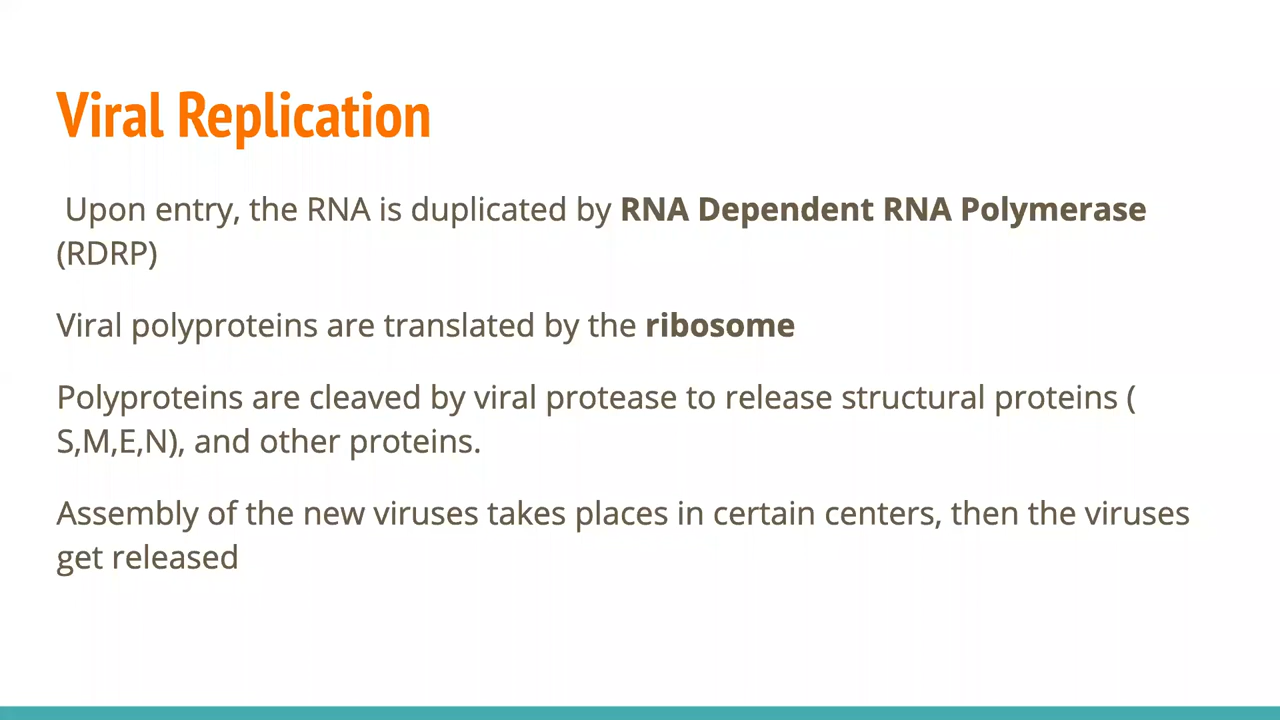 Viral Replication
Upon entry, the RNA is duplicated by RNA Dependent RNA Polymerase
(RDRP)
Viral polyproteins are translated by the ribosome
Polyproteins are cleaved by viral protease to release structural proteins (
S,M,E,N), and other proteins.
Assembly of the new viruses takes places in certain centers, then the viruses
get released